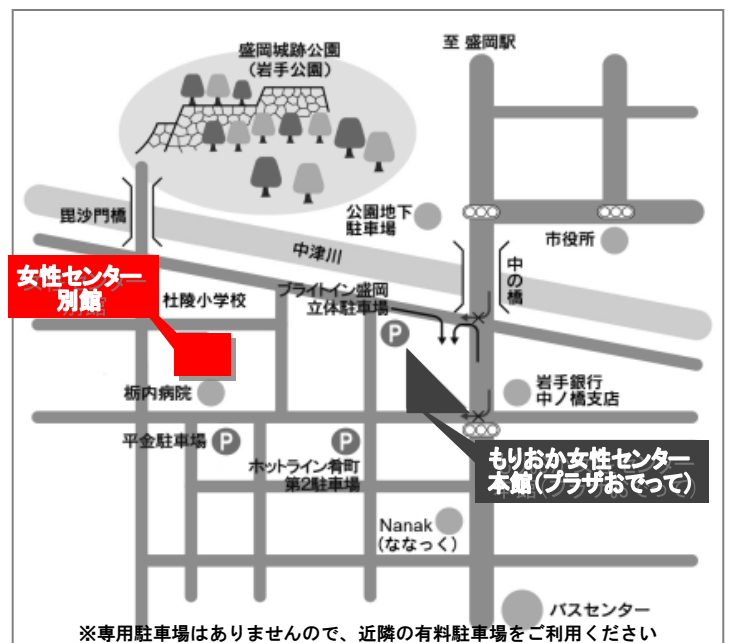 至 盛岡駅
盛岡城跡公園
（岩手公園）
毘沙門橋
公園地下
駐車場
市役所
中津川
中の橋
女性センター
別館
杜陵小学校
ブライトイン盛岡
立体駐車場
P
栃内病院
岩手銀行
中ノ橋支店
平金駐車場
P
P
ホットライン肴町
第2駐車場
もりおか女性センター
本館（プラザおでって）
Nanak
（ななっく）
バスセンター
※専用駐車場はありませんので、近隣の有料駐車場をご利用ください